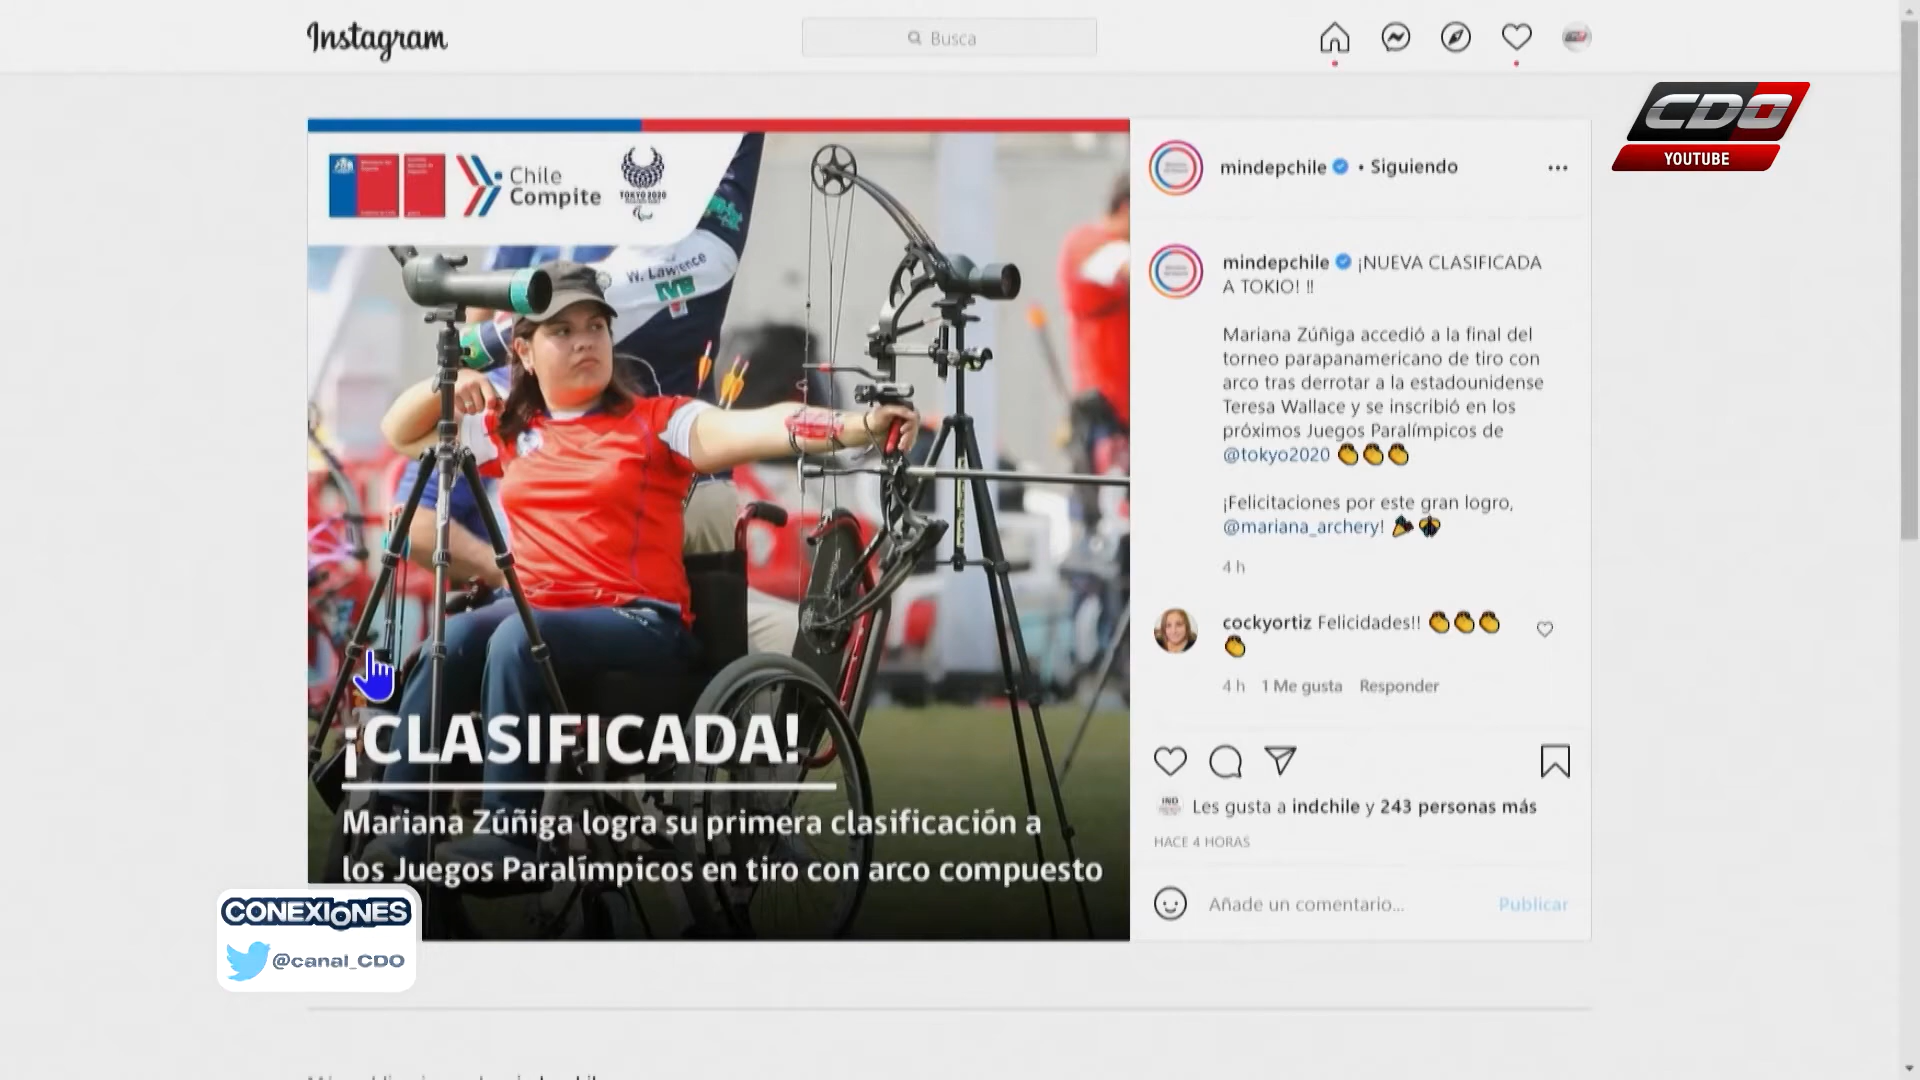 Instagram
Busca
CDO
YOUTUBE
Chile
Compite
TOKYO 2020
W. Lawrence
¡CLASIFICADA!
Mariana Zúñiga logra su primera clasificación a
los Juegos Paralímpicos en tiro con arco compuesto
mindepchile • Siguiendo
mindepchile ¡NUEVA CLASIFICADA
A TOKIO! ‼
Mariana Zúñiga accedió a la final del
torneo parapanamericano de tiro con
arco tras derrotar a la estadounidense
Teresa Wallace y se inscribió en los
próximos Juegos Paralímpicos de
@tokyo2020 👏👏👏
¡Felicitaciones por este gran logro,
@mariana_archery! 
4 h
cockyortiz Felicidades!! 👏👏👏
👏
4 h 1 Me gusta Responder
IND
Les gusta a indchile y 243 personas más
HACE 4 HORAS
Añade un comentario... Publicar
CONEXIONES
@canal_CDO